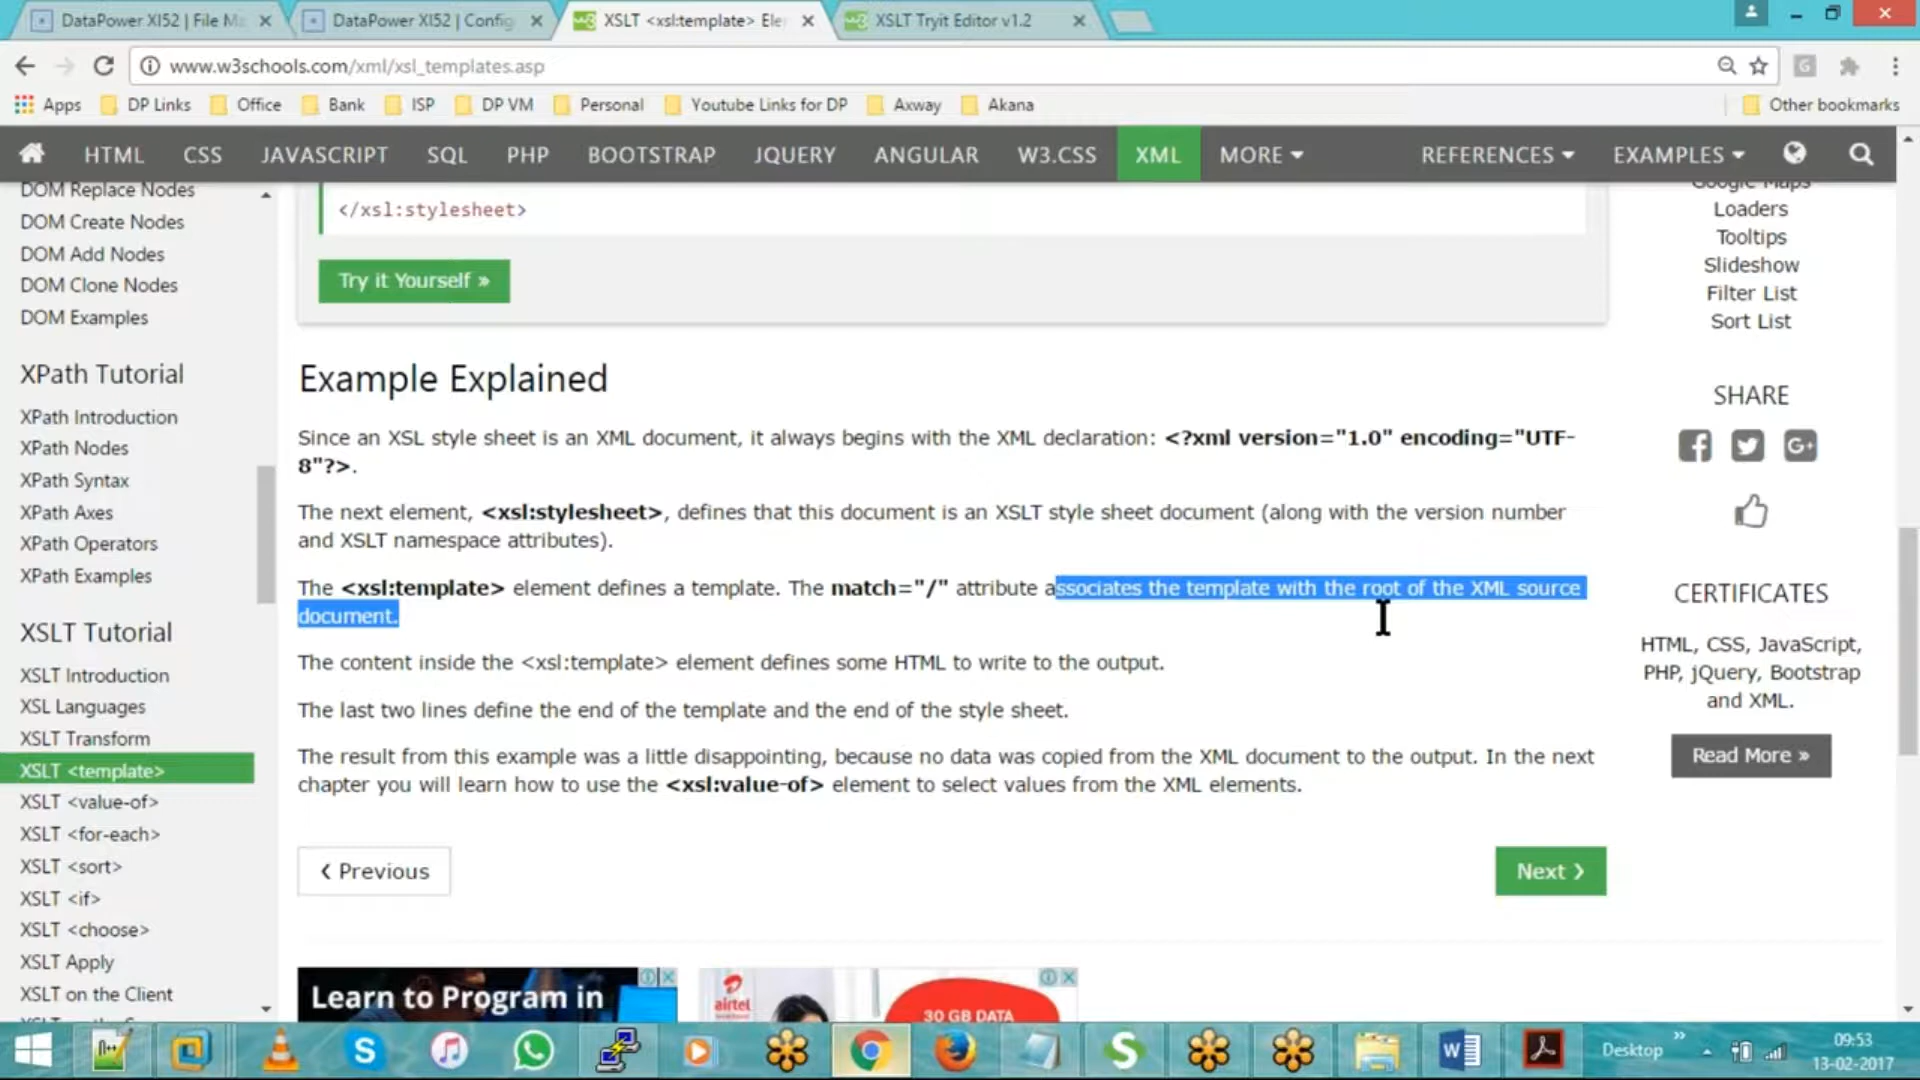 DataPower XI52 | File Ma
DataPower XI52 | Config
XSLT <xsl:template> Ele
XSLT Tryit Editor v1.2
www.w3schools.com/xml/xsl_templates.asp
Apps
DP Links
Office
Bank
ISP
DP VM
Personal
Youtube Links for DP
Axway
Akana
Other bookmarks
HTML
CSS
JAVASCRIPT
SQL
PHP
BOOTSTRAP
JQUERY
ANGULAR
W3.CSS
XML
MORE
REFERENCES
EXAMPLES
DOM Replace Nodes
DOM Create Nodes
DOM Add Nodes
DOM Clone Nodes
DOM Examples
XPath Tutorial
XPath Introduction
XPath Nodes
XPath Syntax
XPath Axes
XPath Operators
XPath Examples
XSLT Tutorial
XSLT Introduction
XSL Languages
XSLT Transform
XSLT <template>
XSLT <value-of>
XSLT <for-each>
XSLT <sort>
XSLT <if>
XSLT <choose>
XSLT Apply
XSLT on the Client
</xsl:stylesheet>
Try it Yourself »
Example Explained
Since an XSL style sheet is an XML document, it always begins with the XML declaration: <?xml version="1.0" encoding="UTF-
8"?>.
The next element, <xsl:stylesheet>, defines that this document is an XSLT style sheet document (along with the version number
and XSLT namespace attributes).
The <xsl:template> element defines a template. The match="/" attribute associates the template with the root of the XML source
document.
The content inside the <xsl:template> element defines some HTML to write to the output.
The last two lines define the end of the template and the end of the style sheet.
The result from this example was a little disappointing, because no data was copied from the XML document to the output. In the next
chapter you will learn how to use the <xsl:value-of> element to select values from the XML elements.
❮ Previous
Next ❯
Learn to Program in
airtel
30 GB DATA
Google Maps
Loaders
Tooltips
Slideshow
Filter List
Sort List
SHARE
CERTIFICATES
HTML, CSS, JavaScript,
PHP, jQuery, Bootstrap
and XML.
Read More »
Desktop
09:53
13-02-2017